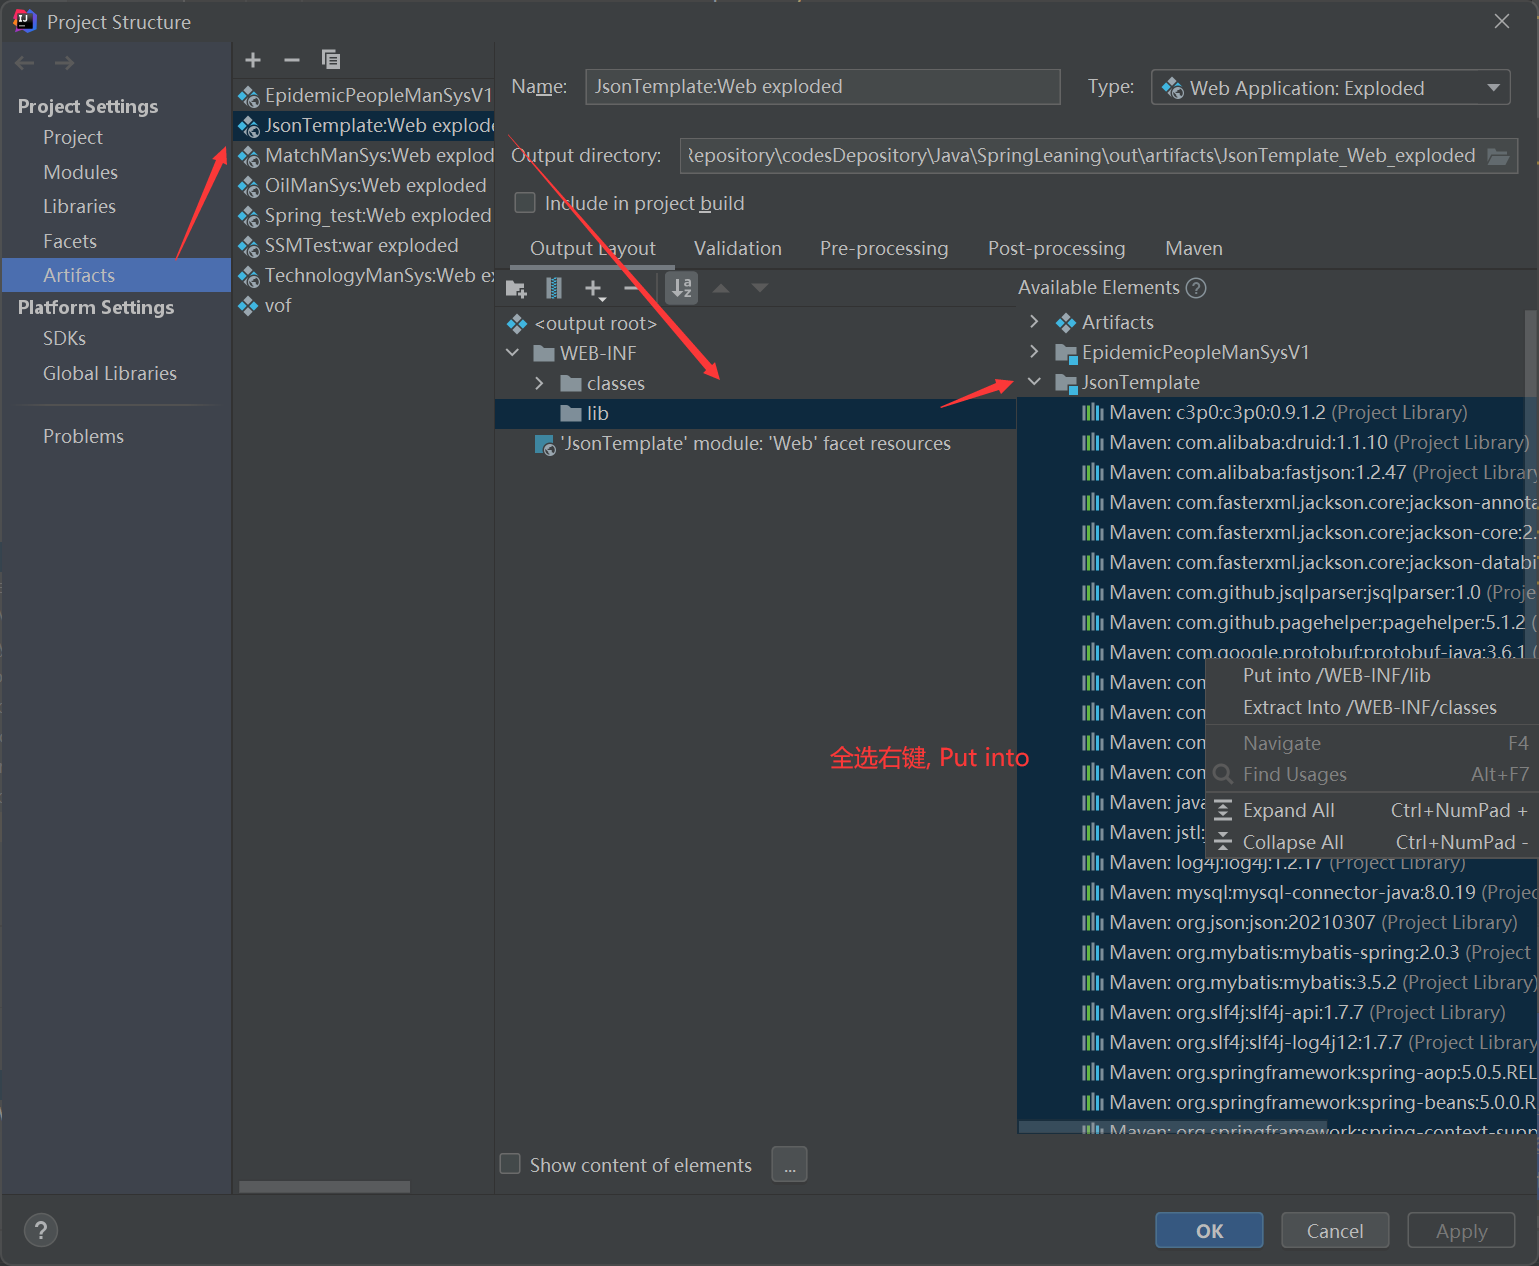 Project Structure
Project Settings
Project
Modules
Libraries
Facets
Artifacts
Platform Settings
SDKs
Global Libraries
Problems
EpidemicPeopleManSysV1
JsonTemplate:Web explode
MatchManSys:Web explod
OilManSys:Web exploded
Spring_test:Web exploded
SSMTest:war exploded
TechnologyManSys:Web ex
vof
Name: JsonTemplate:Web exploded
Type: Web Application: Exploded
Output directory: Repository\codesDepository\Java\SpringLeaning\out\artifacts\JsonTemplate_Web_exploded
Include in project build
Output Layout Validation Pre-processing Post-processing Maven
<output root>
WEB-INF
classes
lib
'JsonTemplate' module: 'Web' facet resources
全选右键, Put into
Available Elements
Artifacts
EpidemicPeopleManSysV1
JsonTemplate
Maven: c3p0:c3p0:0.9.1.2 (Project Library)
Maven: com.alibaba:druid:1.1.10 (Project Library)
Maven: com.alibaba:fastjson:1.2.47 (Project Library
Maven: com.fasterxml.jackson.core:jackson-annota
Maven: com.fasterxml.jackson.core:jackson-core:2.
Maven: com.fasterxml.jackson.core:jackson-databi
Maven: com.github.jsqlparser:jsqlparser:1.0 (Proje
Maven: com.github.pagehelper:pagehelper:5.1.2 (
Maven: com.google.protobuf:protobuf-java:3.6.1 (
Maven: con
Maven: con
Maven: con
Maven: con
Maven: java
Maven: jstl:
Maven: log4j:log4j:1.2.17 (Project Library)
Maven: mysql:mysql-connector-java:8.0.19 (Projec
Maven: org.json:json:20210307 (Project Library)
Maven: org.mybatis:mybatis-spring:2.0.3 (Project
Maven: org.mybatis:mybatis:3.5.2 (Project Library)
Maven: org.slf4j:slf4j-api:1.7.7 (Project Library)
Maven: org.slf4j:slf4j-log4j12:1.7.7 (Project Library
Maven: org.springframework:spring-aop:5.0.5.REL
Maven: org.springframework:spring-beans:5.0.0.R
Maven: org.springframework:spring-context-supp
Put into /WEB-INF/lib
Extract Into /WEB-INF/classes
Navigate F4
Find Usages Alt+F7
Expand All Ctrl+NumPad +
Collapse All Ctrl+NumPad -
Show content of elements ...
? OK Cancel Apply